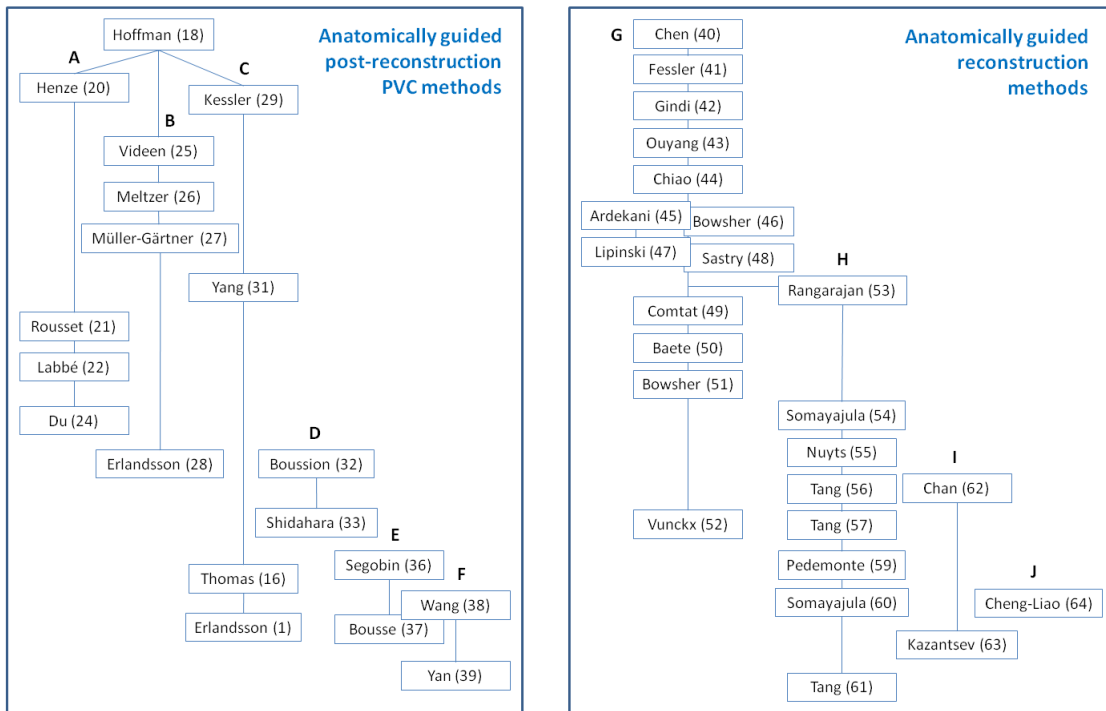 Hoffman (18)
Anatomically guided
post-reconstruction
PVC methods
A
C
Henze (20)
Kessler (29)
B
Videen (25)
Meltzer (26)
Müller-Gärtner (27)
Yang (31)
Rousset (21)
Labbé (22)
Du (24)
D
Erlandsson (28)
Boussion (32)
Shidahara (33)
E
Segobin (36)
Thomas (16)
F
Wang (38)
Erlandsson (1)
Bousse (37)
Yan (39)
G
Chen (40)
Anatomically guided
reconstruction
methods
Fessler (41)
Gindi (42)
Ouyang (43)
Chiao (44)
Ardekani (45)
Bowsher (46)
Lipinski (47)
Sastry (48)
H
Rangarajan (53)
Comtat (49)
Baete (50)
Bowsher (51)
Somayajula (54)
Nuyts (55)
I
Tang (56)
Chan (62)
Vunckx (52)
Tang (57)
Pedemonte (59)
J
Somayajula (60)
Cheng-Liao (64)
Kazantsev (63)
Tang (61)